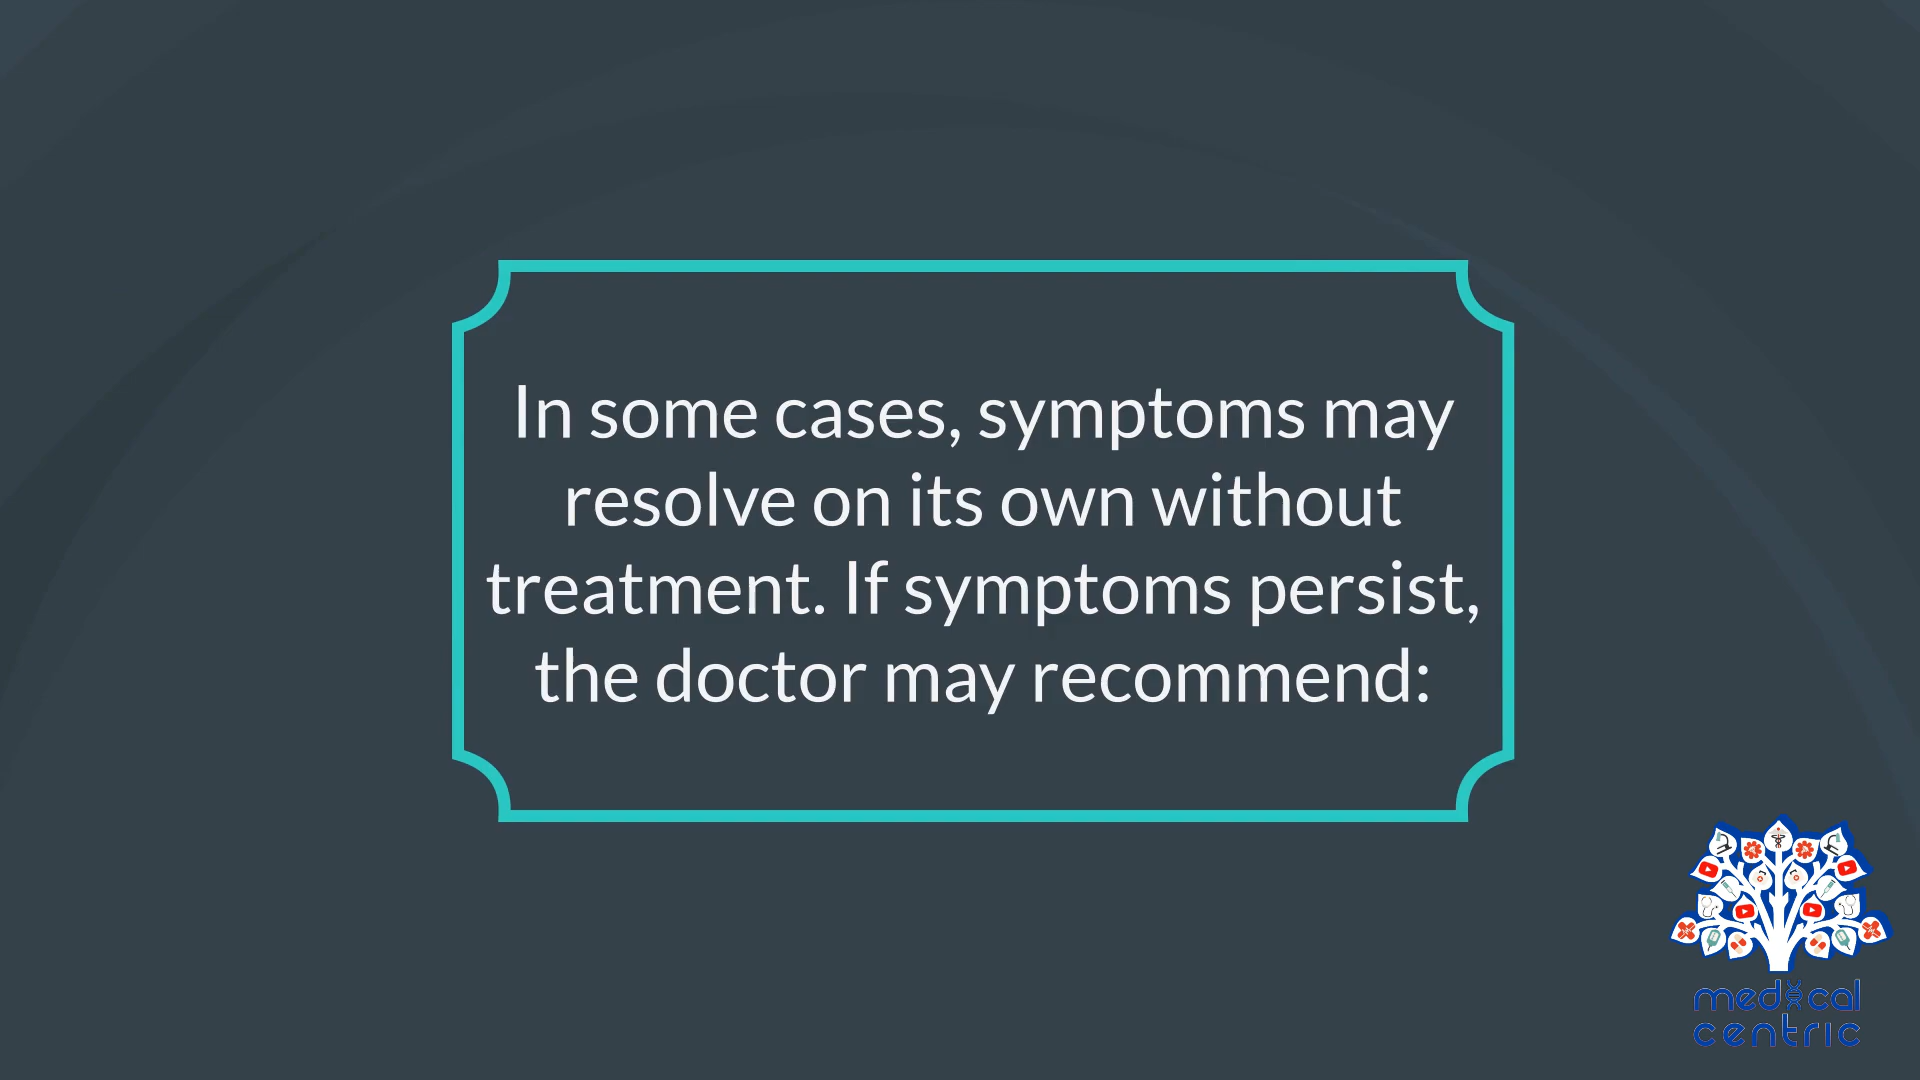 In some cases, symptoms may
resolve on its own without
treatment. If symptoms persist,
the doctor may recommend:
medical
centric